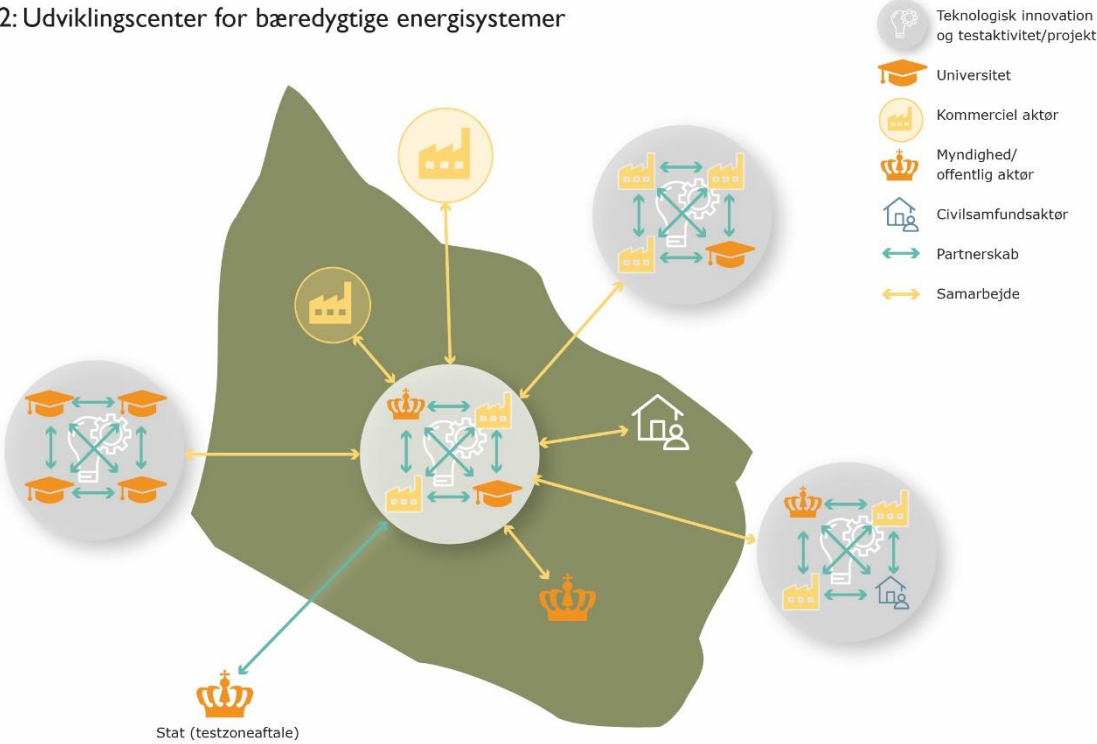 2: Udviklingscenter for bæredygtige energisystemer
Teknologisk innovation
og testaktivitet/projekt
Universitet
Kommerciel aktør
Myndighed/
offentlig aktør
Civilsamfundsaktør
Partnerskab
Samarbejde
Stat (testzoneaftale)